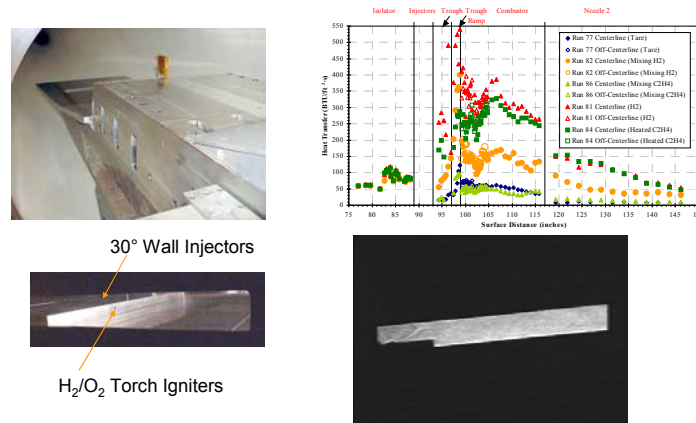 Isolator Injectors Trough Trough Combustor Nozzle 2
Ramp
Heat Transfer (BTU/ft²-s)
550
500
450
400
350
300
250
200
150
100
50
0
75 80 85 90 95 100 105 110 115 120 125 130 135 140 145 150
Surface Distance (inches)
Run 77 Centerline (Tare)
Run 77 Off-Centerline (Tare)
Run 82 Centerline (Mixing H2)
Run 82 Off-Centerline (Mixing H2)
Run 86 Centerline (Mixing C2H4)
Run 86 Off-Centerline (Mixing C2H4)
Run 81 Centerline (H2)
Run 81 Off-Centerline (H2)
Run 84 Centerline (Heated C2H4)
Run 84 Off-Centerline (Heated C2H4)
30° Wall Injectors
H₂/O₂ Torch Igniters